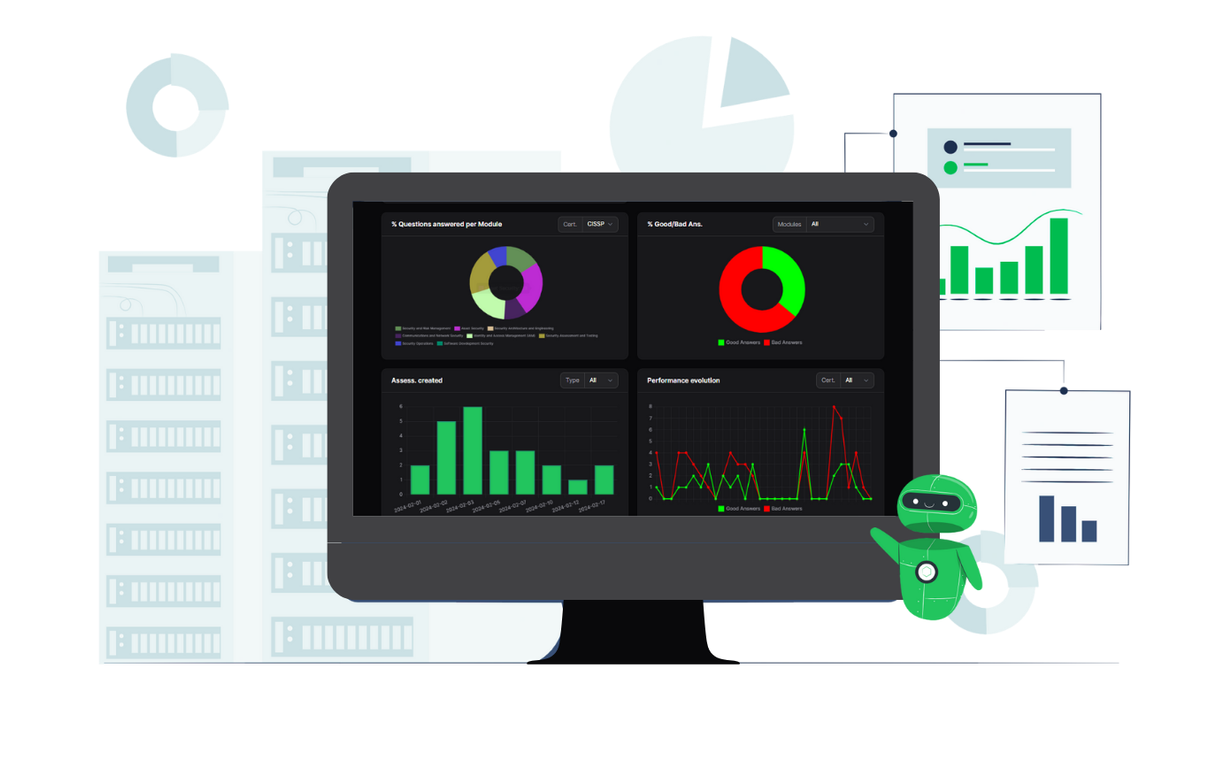 % Questions answered per Module
Cert. CISSP
% Good/Bad Ans.
Modules All
Security and Risk Management Asset Security Security Architecture and Engineering
Communications and Network Security Identity and Access Management (IAM) Security Assessment and Testing
Security Operations Software Development Security
Good Answers Bad Answers
Assess. created
Type All
Performance evolution
Cert. All
6
5
4
3
2
1
0
2024-02-01 2024-02-02 2024-02-03 2024-02-06 2024-02-07 2024-02-10 2024-02-12 2024-02-17
8
7
6
5
4
3
2
1
0
Good Answers Bad Answers